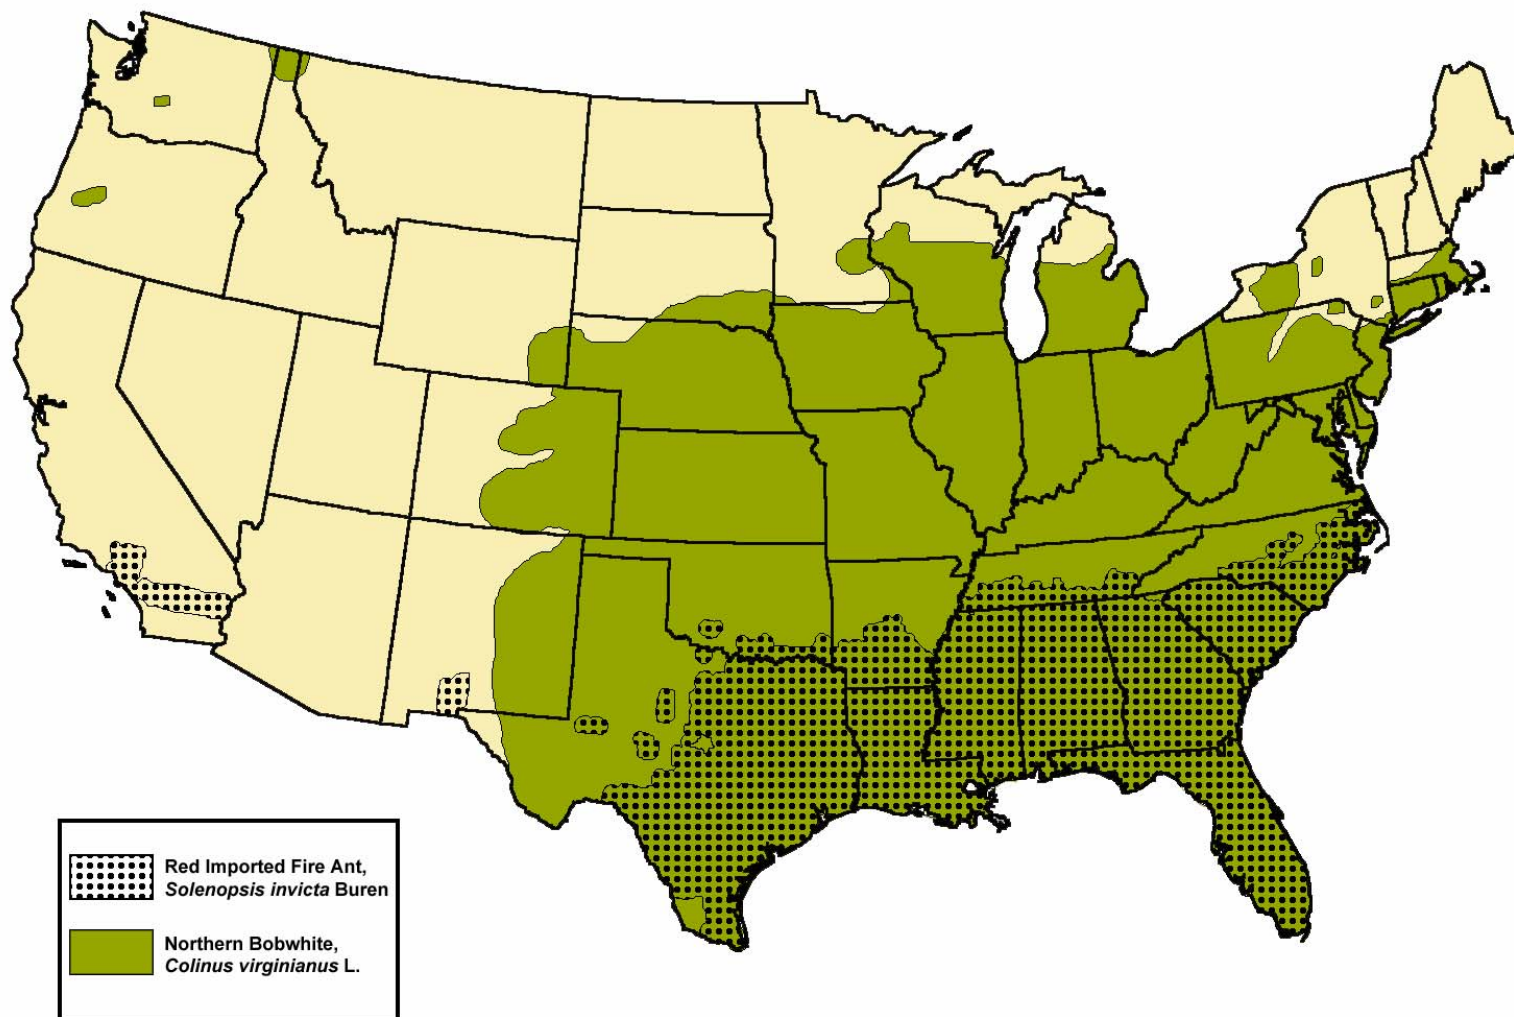 Red Imported Fire Ant,
Solenopsis invicta Buren
Northern Bobwhite,
Colinus virginianus L.